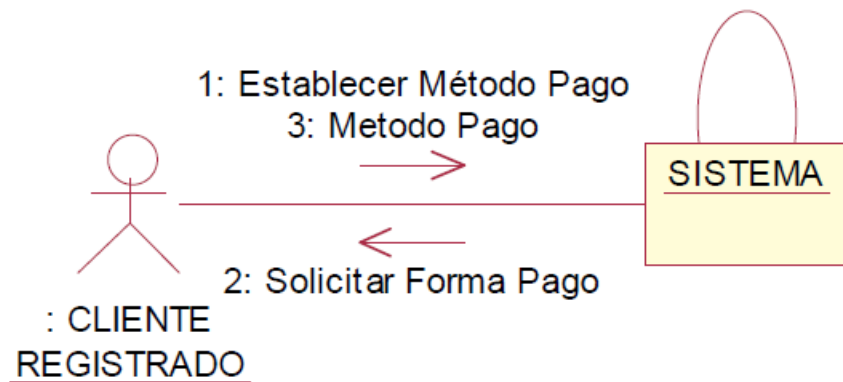 1: Establecer Método Pago
3: Metodo Pago
SISTEMA
2: Solicitar Forma Pago
: CLIENTE
REGISTRADO